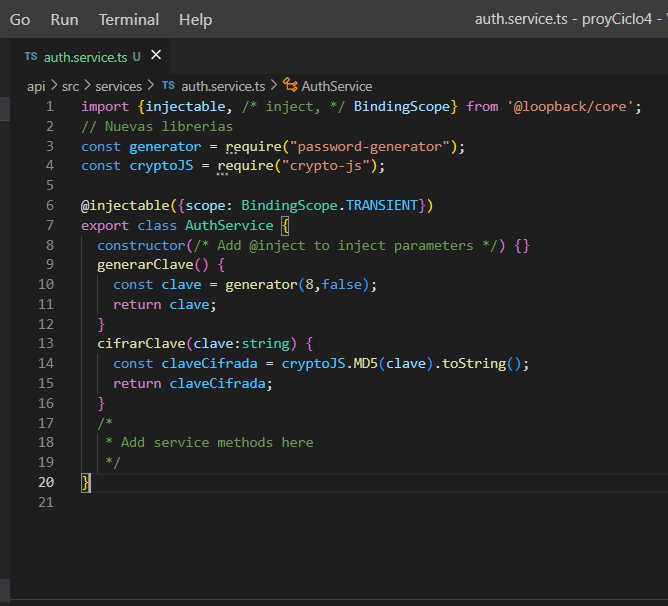 Go Run Terminal Help auth.service.ts - proyCiclo4 -
TS auth.service.ts U ×
api > src > services > TS auth.service.ts > AuthService
1 import {injectable, /* inject, */ BindingScope} from '@loopback/core';
2 // Nuevas librerias
3 const generator = require("password-generator");
4 const cryptoJS = require("crypto-js");
5
6 @injectable({scope: BindingScope.TRANSIENT})
7 export class AuthService {
8 constructor(/* Add @inject to inject parameters */) {}
9 generarClave() {
10 const clave = generator(8,false);
11 return clave;
12 }
13 cifrarClave(clave:string) {
14 const claveCifrada = cryptoJS.MD5(clave).toString();
15 return claveCifrada;
16 }
17 /*
18 * Add service methods here
19 */
20 }
21